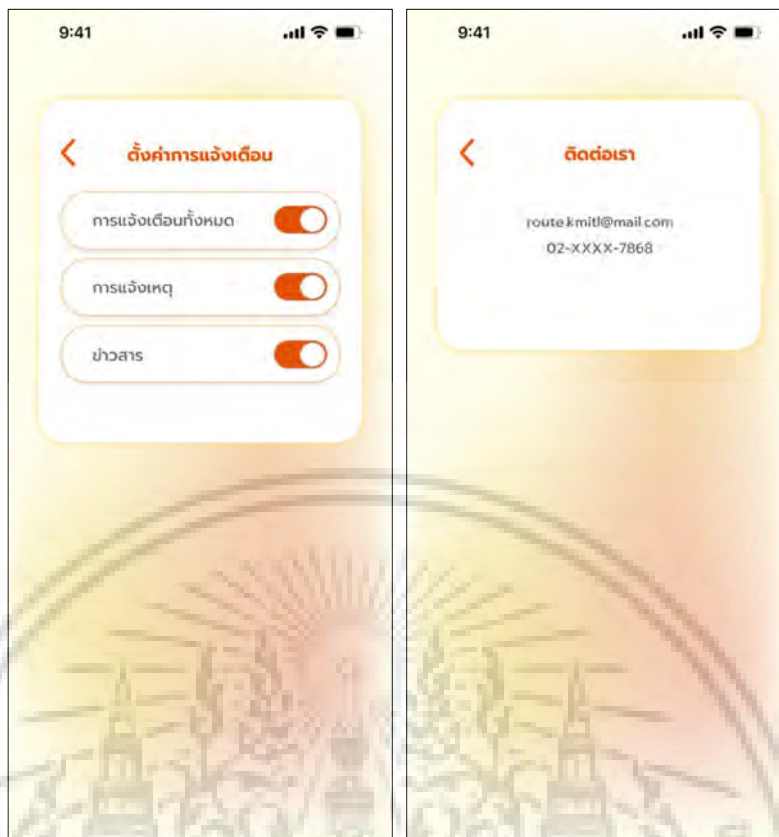 9:41
ตั้งค่าการแจ้งเตือน
การแจ้งเตือนทั้งหมด
การแจ้งเหตุ
ข่าวสาร
9:41
ติดต่อเรา
route.kmitl@mail.com
02-XXXX-7868